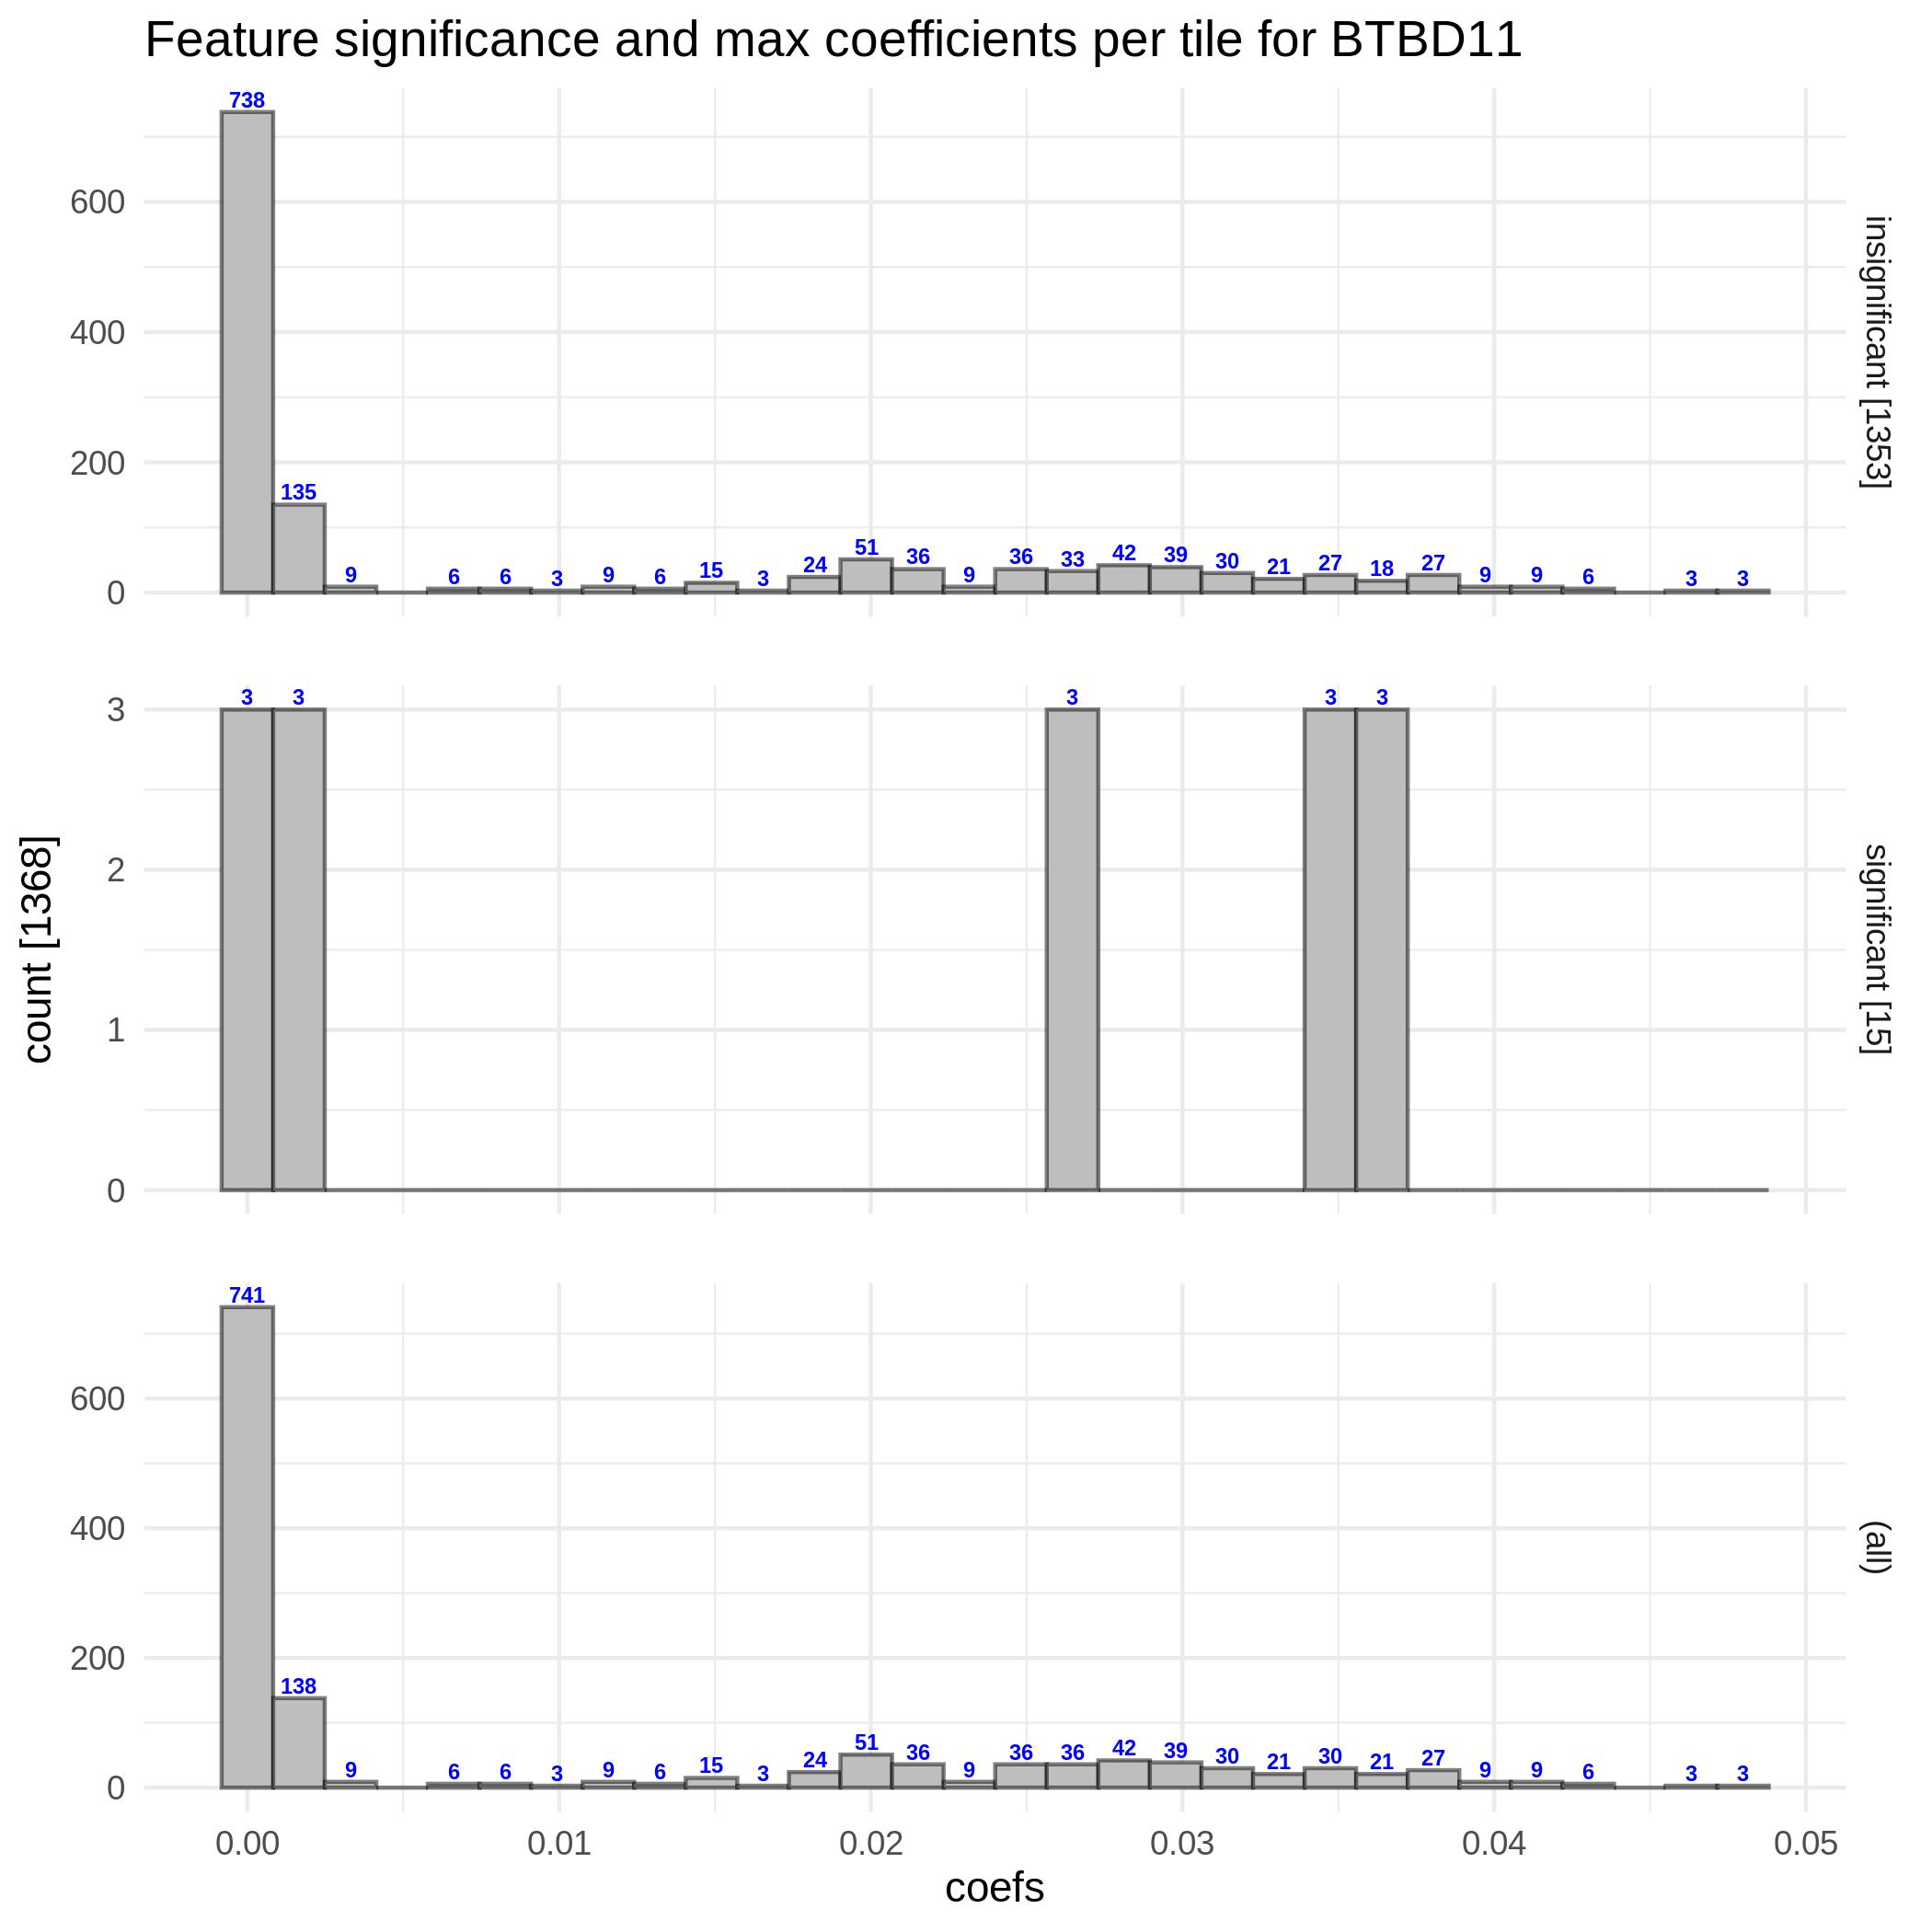 Feature significance and max coefficients per tile for BTBD11
738
135
9 6 6 3 9 6 15 3 24 51 36 9 36 33 42 39 30 21 27 18 27 9 9 6 3 3
600
400
200
0
insignificant [1353]
3 3 3 3 3
3
2
1
0
significant [15]
count [1368]
741
138
9 6 6 3 9 6 15 3 24 51 36 9 36 36 42 39 30 21 30 21 27 9 9 6 3 3
600
400
200
0
(all)
0.00 0.01 0.02 0.03 0.04 0.05
coefs